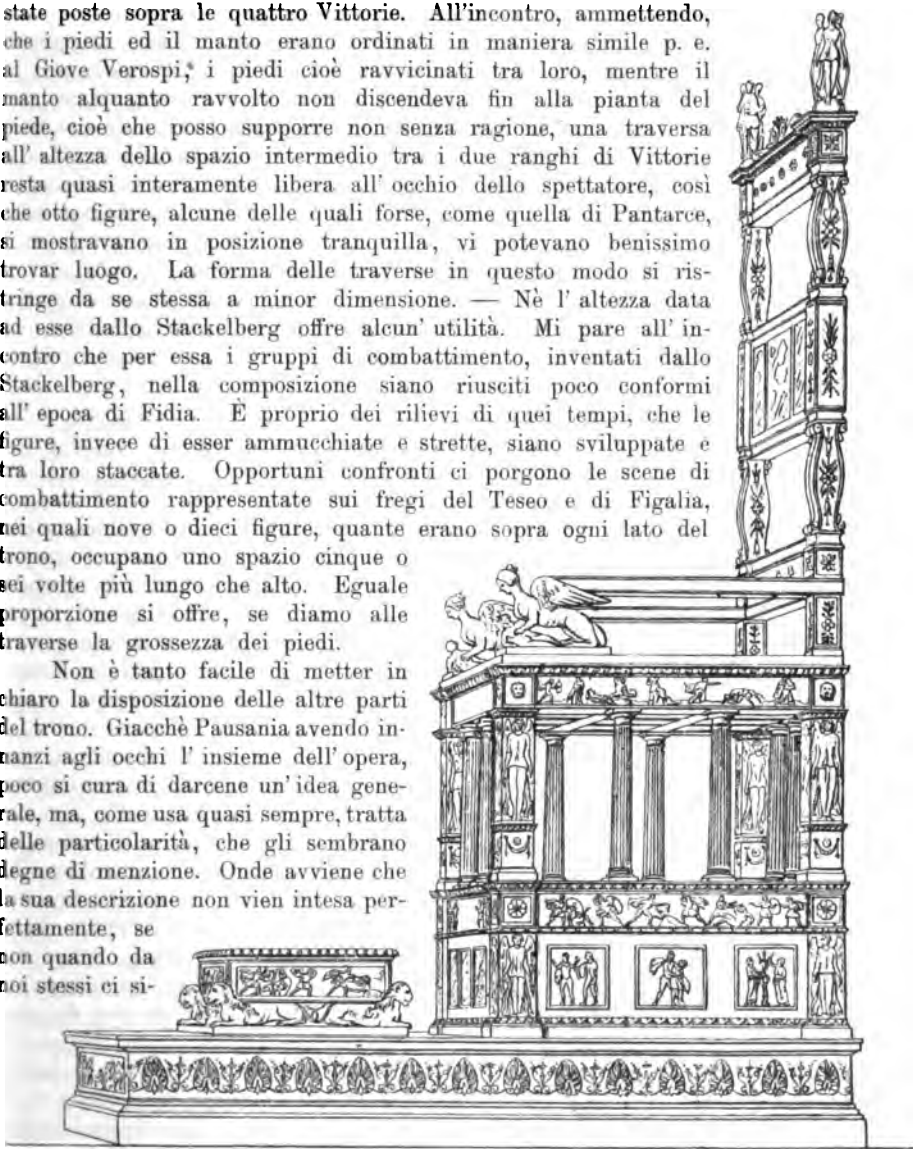 state poste sopra le quattro Vittorie. All'incontro, ammettendo,
che i piedi ed il manto erano ordinati in maniera simile p. e.
al Giove Verospi, i piedi cioè ravvicinati tra loro, mentre il
manto alquanto ravvolto non discendeva fin alla pianta del
piede, cioè che posso supporre non senza ragione, una traversa
all' altezza dello spazio intermedio tra i due ranghi di Vittorie
resta quasi interamente libera all' occhio dello spettatore, così
che otto figure, alcune delle quali forse, come quella di Pantarce,
si mostravano in posizione tranquilla, vi potevano benissimo
trovar luogo. La forma delle traverse in questo modo si ris-
tringe da se stessa a minor dimensione. — Nè l' altezza data
ad esse dallo Stackelberg offre alcun' utilità. Mi pare all' in-
contro che per essa i gruppi di combattimento, inventati dallo
Stackelberg, nella composizione siano riusciti poco conformi
all' epoca di Fidia. È proprio dei rilievi di quei tempi, che le
figure, invece di esser ammucchiate e strette, siano sviluppate e
tra loro staccate. Opportuni confronti ci porgono le scene di
combattimento rappresentate sui fregi del Teseo e di Figalia,
nei quali nove o dieci figure, quante erano sopra ogni lato del
trono, occupano uno spazio cinque o
sei volte più lungo che alto. Eguale
proporzione si offre, se diamo alle
traverse la grossezza dei piedi.
Non è tanto facile di metter in
chiaro la disposizione delle altre parti
del trono. Giacchè Pausania avendo in-
nanzi agli occhi l' insieme dell' opera,
poco si cura di darcene un' idea gene-
rale, ma, come usa quasi sempre, tratta
delle particolarità, che gli sembrano
degne di menzione. Onde avviene che
la sua descrizione non vien intesa per-
fettamente, se
non quando da
noi stessi ci si-